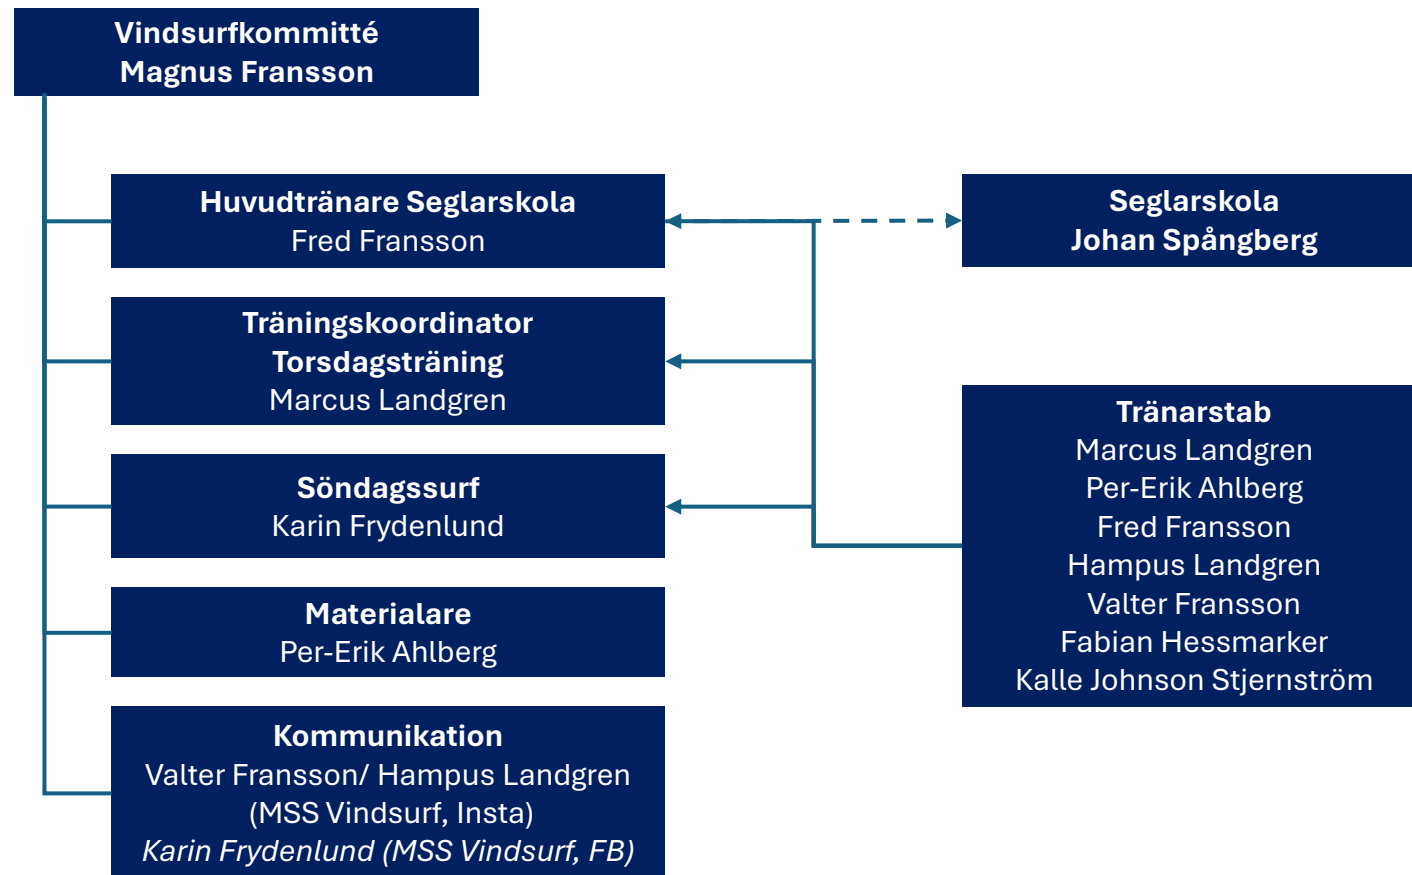 Vindsurfkommitté
Magnus Fransson
Huvudtränare Seglarskola
Fred Fransson
Seglarskola
Johan Spångberg
Träningskoordinator
Torsdagsträning
Marcus Landgren
Söndagssurf
Karin Frydenlund
Materialare
Per-Erik Ahlberg
Kommunikation
Valter Fransson/ Hampus Landgren
(MSS Vindsurf, Insta)
Karin Frydenlund (MSS Vindsurf, FB)
Tränarstab
Marcus Landgren
Per-Erik Ahlberg
Fred Fransson
Hampus Landgren
Valter Fransson
Fabian Hessmarker
Kalle Johnson Stjernström